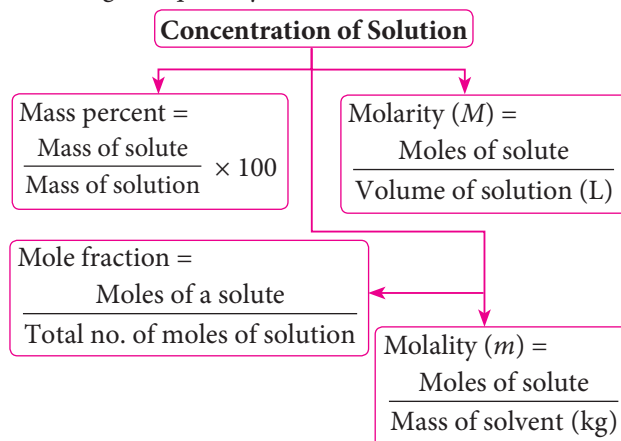 Concentration of Solution
Mass percent =
Mass of solute
Mass of solution × 100
Molarity (M) =
Moles of solute
Volume of solution (L)
Mole fraction =
Moles of a solute
Total no. of moles of solution
Molality (m) =
Moles of solute
Mass of solvent (kg)